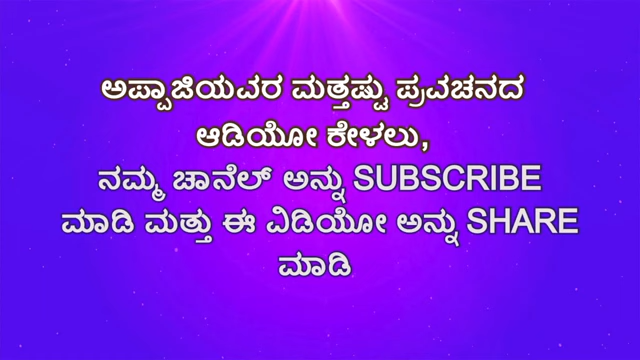 ಅಪ್ಪಾಜಿಯವರ ಮತ್ತಷ್ಟು ಪ್ರವಚನದ
ಆಡಿಯೋ ಕೇಳಲು,
ನಮ್ಮ ಚಾನೆಲ್ ಅನ್ನು SUBSCRIBE
ಮಾಡಿ ಮತ್ತು ಈ ವಿಡಿಯೋ ಅನ್ನು SHARE
ಮಾಡಿ